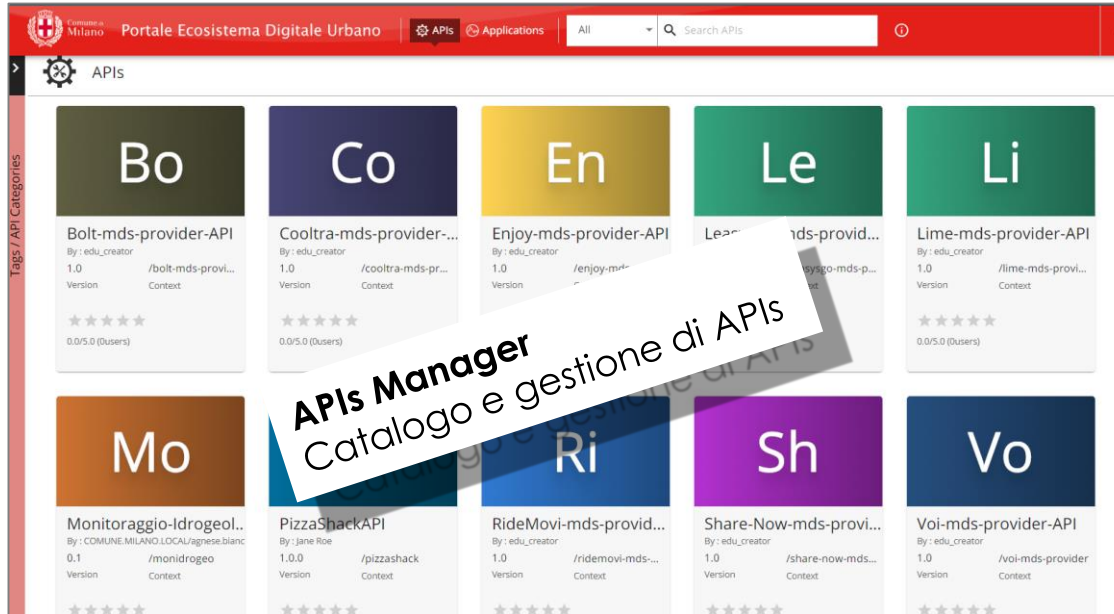 Comune di
Milano
Portale Ecosistema Digitale Urbano
APIs
Applications
All
Search APIs
APIs
Tags / API Categories
Bo
Co
En
Le
Li
Bolt-mds-provider-API
Cooltra-mds-provider-...
Enjoy-mds-provider-API
Lime-mds-provider-API
By : edu_creator
By : edu_creator
By : edu_creator
By : edu_creator
1.0 /bolt-mds-provi...
1.0 /cooltra-mds-pr...
1.0
1.0 /lime-mds-provi...
Version Context
Version Context
Version
Version Context
0.0/5.0 (0users)
0.0/5.0 (0users)
0.0/5.0 (0users)
APIs Manager
Catalogo e gestione di APIs
Mo
Ri
Sh
Vo
Monitoraggio-Idrogeol..
PizzaShackAPI
RideMovi-mds-provid...
Share-Now-mds-provi...
Voi-mds-provider-API
By : COMUNE.MILANO.LOCAL/agnese.bianc
By : Jane Roe
By : edu_creator
By : edu_creator
By : edu_creator
0.1 /monidrogeo
1.0.0 /pizzashack
1.0 /ridemovi-mds-...
1.0 /share-now-mds...
1.0 /voi-mds-provider
Version Context
Version Context
Version Context
Version Context
Version Context